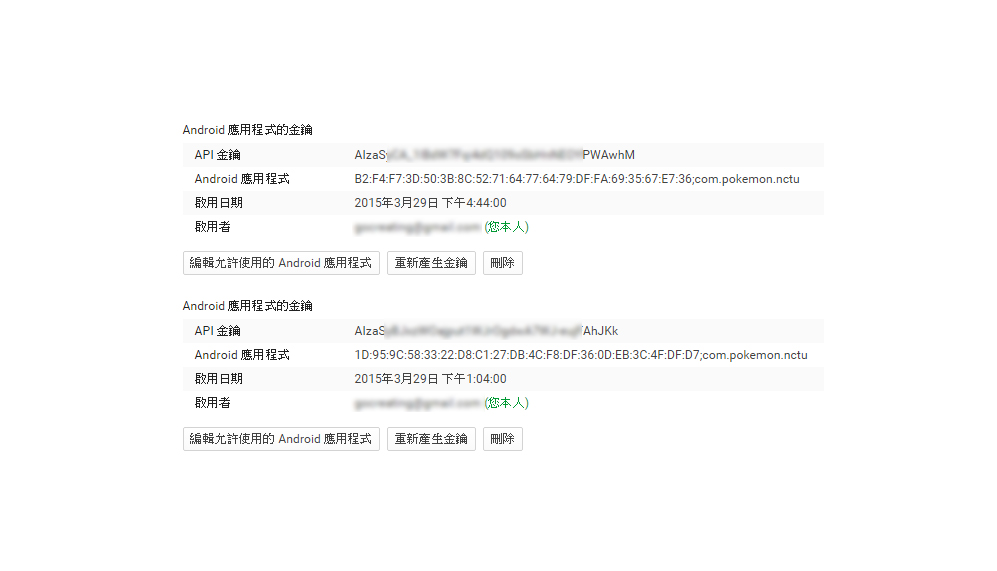 Android 應用程式的金鑰
API 金鑰 AIzaS PWAwhM
Android 應用程式 B2:F4:F7:3D:50:3B:8C:52:71:64:77:64:79:DF:FA:69:35:67:E7:36;com.pokemon.nctu
啟用日期 2015年3月29日 下午4:44:00
啟用者 (您本人)
編輯允許使用的 Android 應用程式 重新產生金鑰 刪除
Android 應用程式的金鑰
API 金鑰 AIzaS AhJKk
Android 應用程式 1D:95:9C:58:33:22:D8:C1:27:DB:4C:F8:DF:36:0D:EB:3C:4F:DF:D7;com.pokemon.nctu
啟用日期 2015年3月29日 下午1:04:00
啟用者 (您本人)
編輯允許使用的 Android 應用程式 重新產生金鑰 刪除